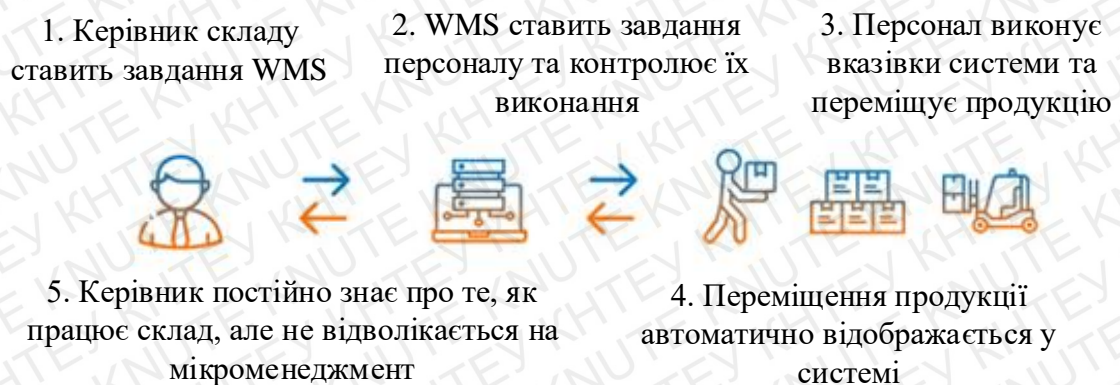 1. Керівник складу
ставить завдання WMS
2. WMS ставить завдання
персоналу та контролює їх
виконання
3. Персонал виконує
вказівки системи та
переміщує продукцію
5. Керівник постійно знає про те, як
працює склад, але не відволікається на
мікроменеджмент
4. Переміщення продукції
автоматично відображається у
системі